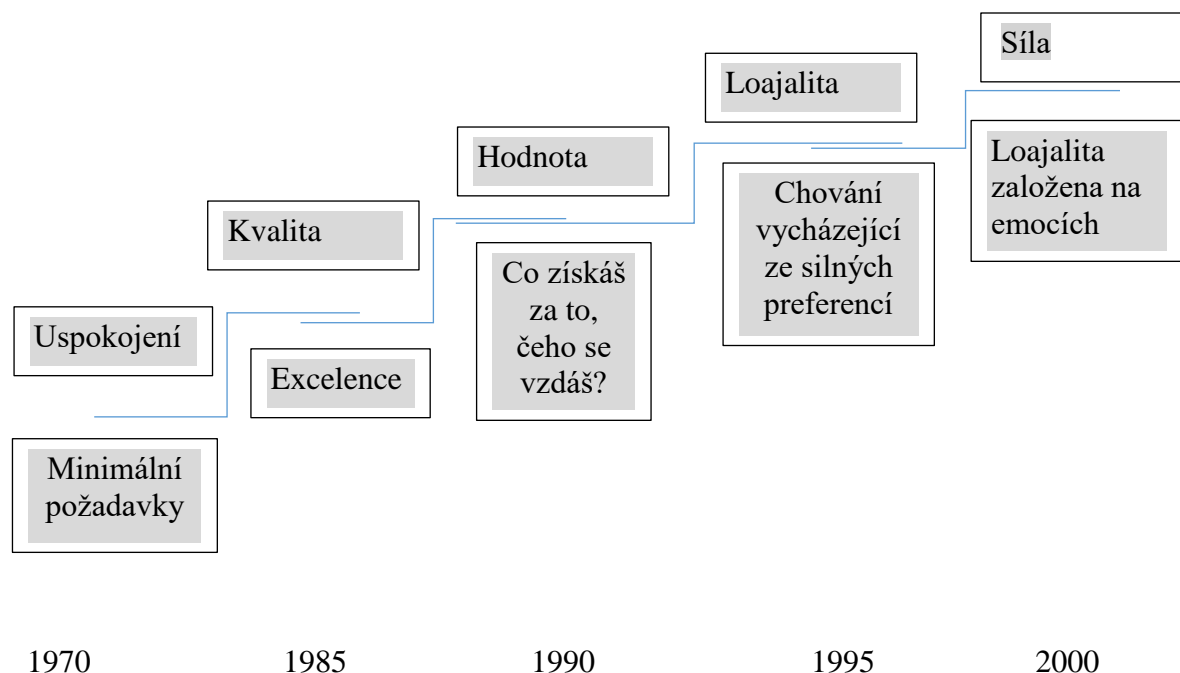 Síla
Loajalita
Loajalita
založena na
emocích
Hodnota
Chování
vycházející
ze silných
preferencí
Kvalita
Co získáš
za to,
čeho se
vzdáš?
Uspokojení
Excelence
Minimální
požadavky
1970 1985 1990 1995 2000